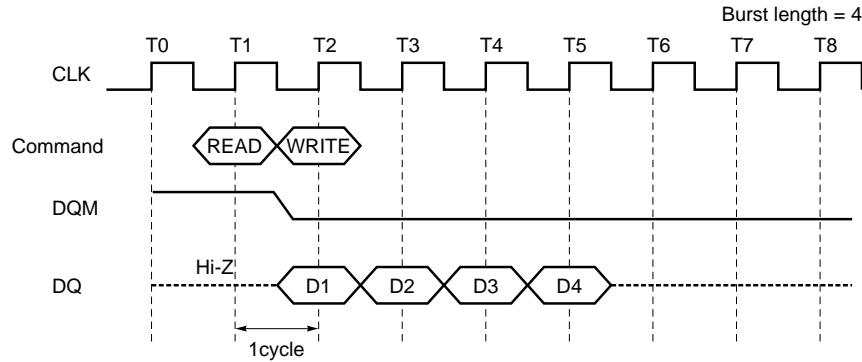 Burst length = 4
T0 T1 T2 T3 T4 T5 T6 T7 T8
CLK
Command READ WRITE
DQM
Hi-Z
DQ D1 D2 D3 D4
1cycle